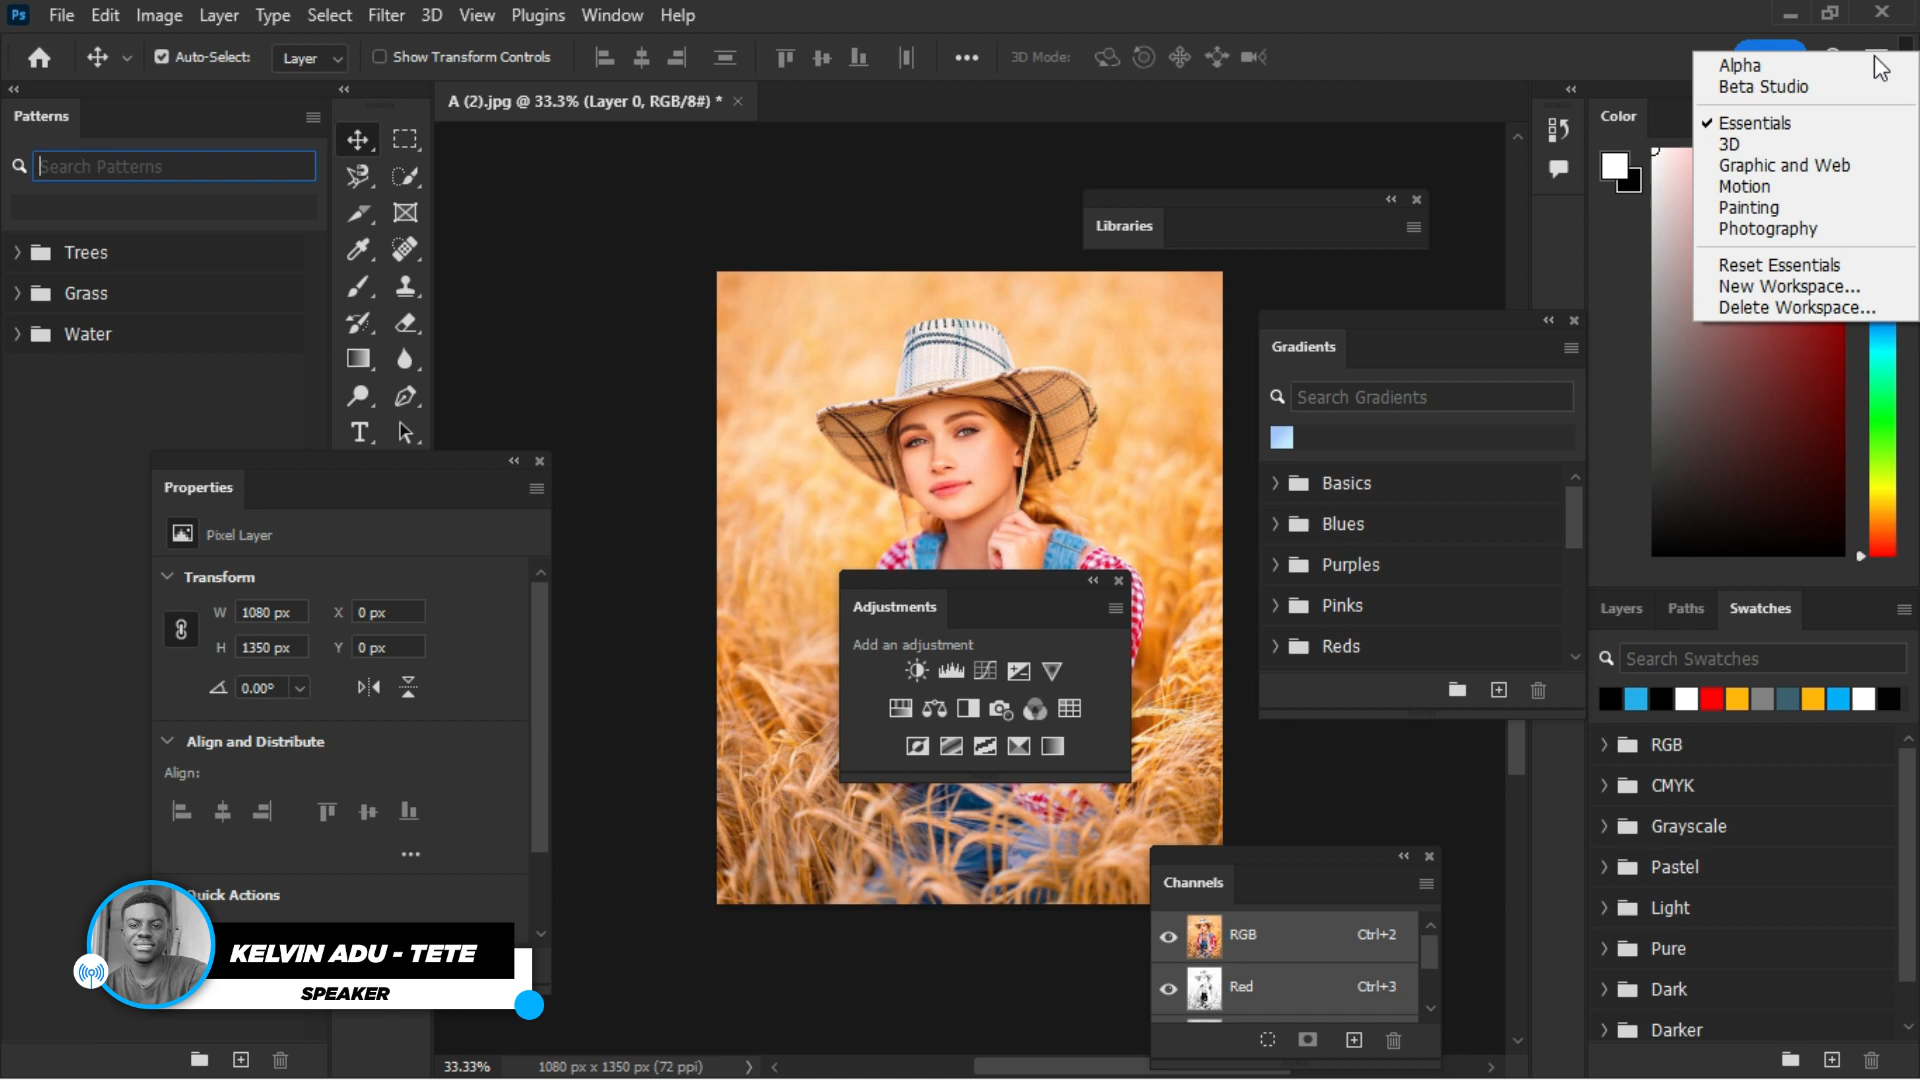 Ps File Edit Image Layer Type Select Filter 3D View Plugins Window Help
Auto-Select: Layer Show Transform Controls 3D Mode:
Patterns
Search Patterns
Trees
Grass
Water
A (2).jpg @ 33.3% (Layer 0, RGB/8#) *
Libraries
Color
Alpha
Beta Studio
Essentials
3D
Graphic and Web
Motion
Painting
Photography
Reset Essentials
New Workspace...
Delete Workspace...
Gradients
Search Gradients
Basics
Blues
Purples
Pinks
Reds
Properties
Pixel Layer
Transform
W 1080 px X 0 px
H 1350 px Y 0 px
0.00°
Align and Distribute
Align:
Quick Actions
Adjustments
Add an adjustment
Layers Paths Swatches
Search Swatches
RGB
CMYK
Grayscale
Pastel
Light
Pure
Dark
Darker
Channels
RGB Ctrl+2
Red Ctrl+3
KELVIN ADU - TETE
SPEAKER
33.33% 1080 px x 1350 px (72 ppi)